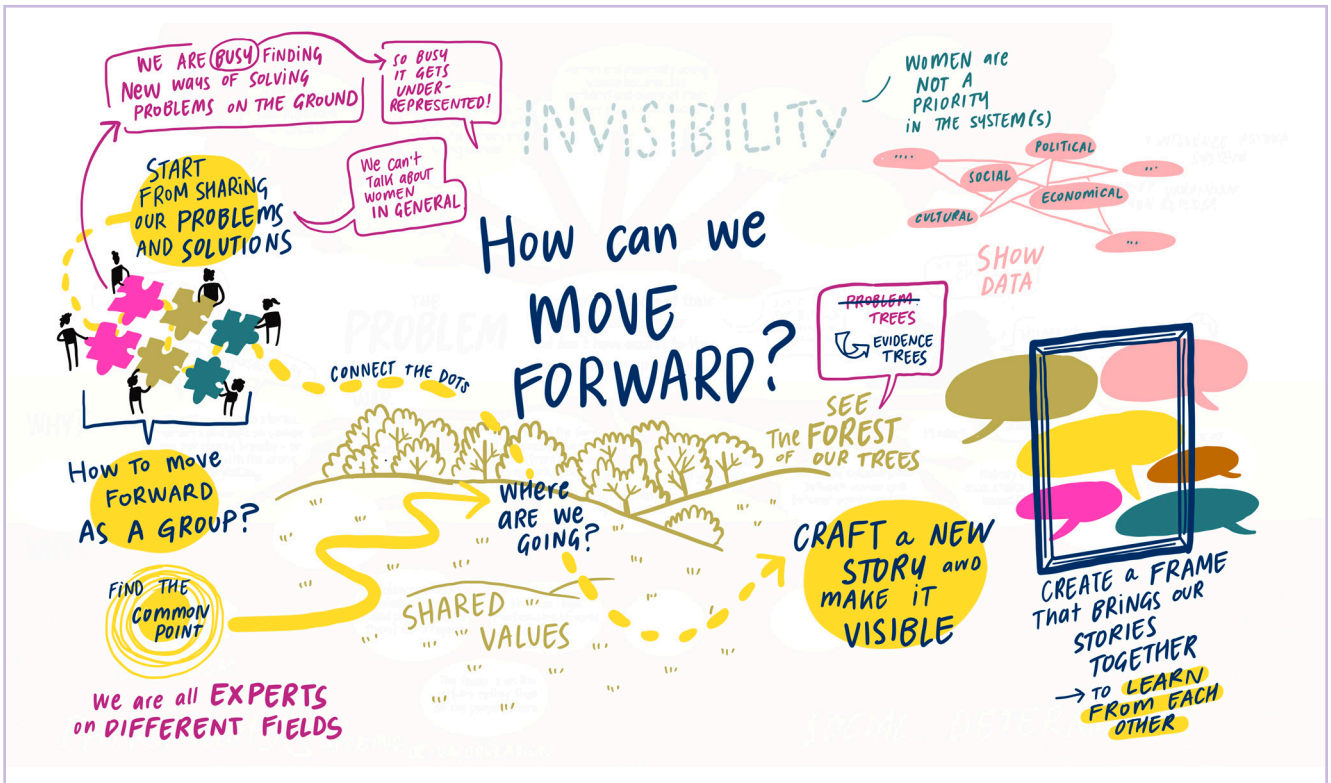 WE ARE BUSY FINDING
NEW WAYS OF SOLVING
PROBLEMS ON THE GROUND
SO BUSY
IT GETS
UNDER-
REPRESENTED!
We can't
TALK ABOUT
WOMEN
IN GENERAL
START
FROM SHARING
OUR PROBLEMS
AND SOLUTIONS
INVISIBILITY
WOMEN are
NOT A
PRIORITY
IN THE SYSTEM(S)
....
POLITICAL
...
SOCIAL
ECONOMICAL
CULTURAL
...
SHOW
DATA
How can we
MOVE
FORWARD?
PROBLEM
TREES
EVIDENCE
TREES
CONNECT THE DOTS
SEE
The FOREST
OF OUR TREES
HOW TO MOVE
FORWARD
AS A GROUP?
WHERE
ARE WE
GOING?
FIND THE
COMMON
POINT
SHARED
VALUES
CRAFT a NEW
STORY AND
MAKE IT
VISIBLE
We are all EXPERTS
on DIFFERENT FIELDS
CREATE a FRAME
THAT BRINGS OUR
STORIES
TOGETHER
→ TO LEARN
FROM EACH
OTHER
THE
PROBLEM
WHY